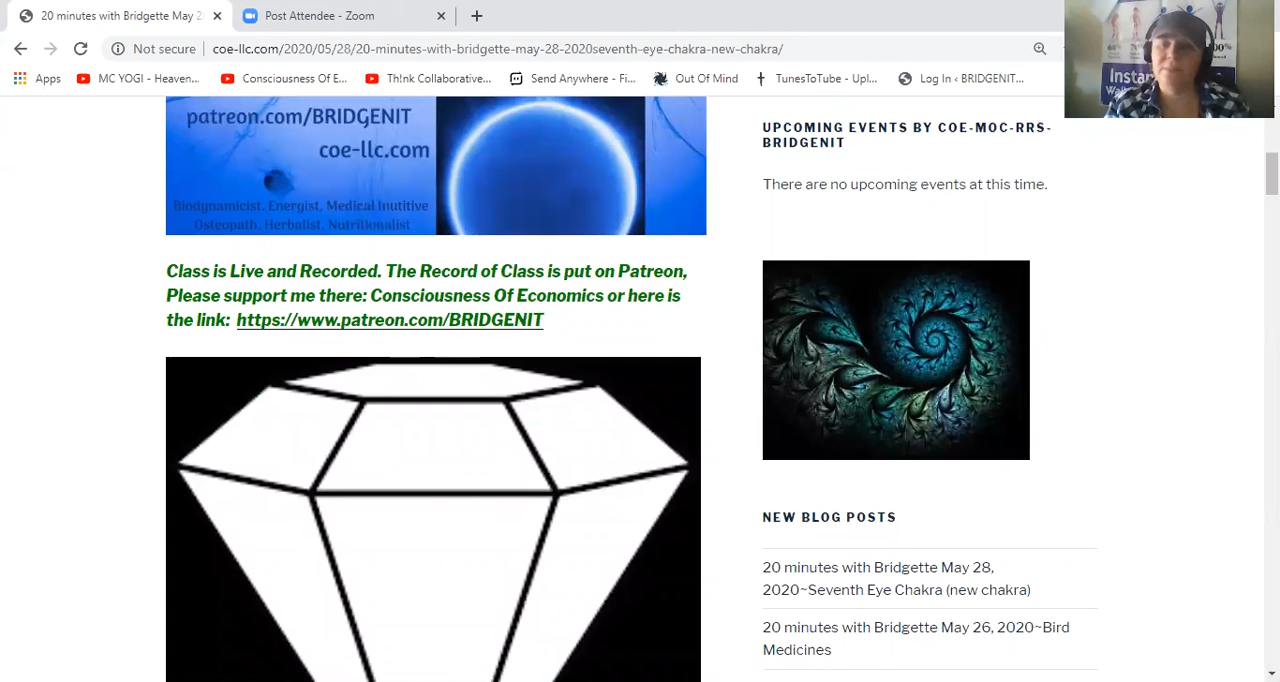 20 minutes with Bridgette May 2
Post Attendee - Zoom
Not secure
coe-llc.com/2020/05/28/20-minutes-with-bridgette-may-28-2020seventh-eye-chakra-new-chakra/
Apps
MC YOGI - Heaven...
Consciousness Of E...
Th!nk Collaborative...
Send Anywhere - Fi...
Out Of Mind
TunesToTube - Upl...
Log In ‹ BRIDGENIT...
patreon.com/BRIDGENIT
coe-llc.com
Biodynamicist, Energist, Medical Inutitive
Osteopath, Herbalist, Nutritionalist
Class is Live and Recorded. The Record of Class is put on Patreon,
Please support me there: Consciousness Of Economics or here is
the link: https://www.patreon.com/BRIDGENIT
UPCOMING EVENTS BY COE-MOC-RRS-
BRIDGENIT
There are no upcoming events at this time.
NEW BLOG POSTS
20 minutes with Bridgette May 28,
2020~Seventh Eye Chakra (new chakra)
20 minutes with Bridgette May 26, 2020~Bird
Medicines